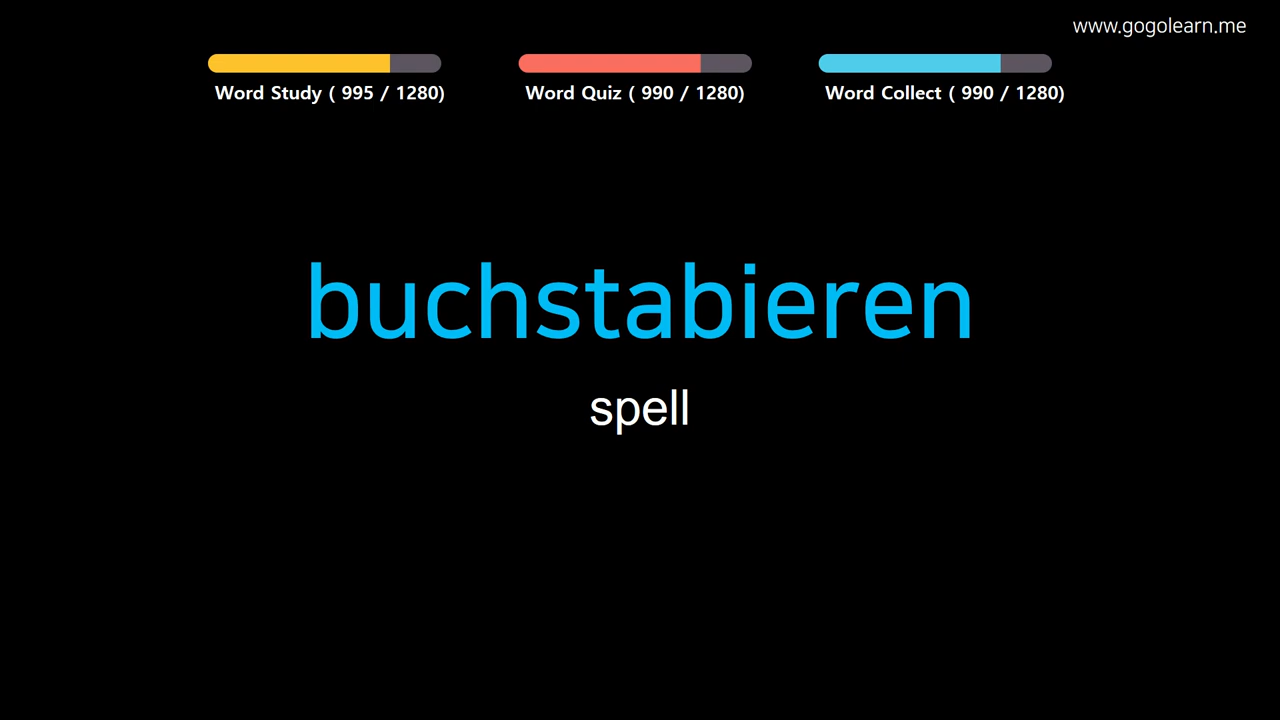 www.gogolearn.me
Word Study ( 995 / 1280)
Word Quiz ( 990 / 1280)
Word Collect ( 990 / 1280)
buchstabieren
spell